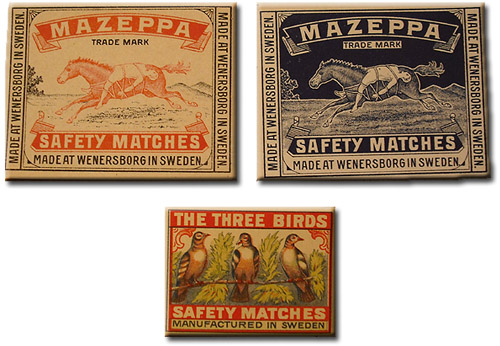 MAZEPPA
TRADE MARK
SAFETY MATCHES
MADE AT WENERSBORG IN SWEDEN.
MADE AT WENERSBORG IN SWEDEN.
MADE AT WENERSBORG IN SWEDEN.
MAZEPPA
TRADE MARK
SAFETY MATCHES
MADE AT WENERSBORG IN SWEDEN.
MADE AT WENERSBORG IN SWEDEN.
MADE AT WENERSBORG IN SWEDEN.
THE THREE BIRDS
SAFETY MATCHES
MANUFACTURED IN SWEDEN